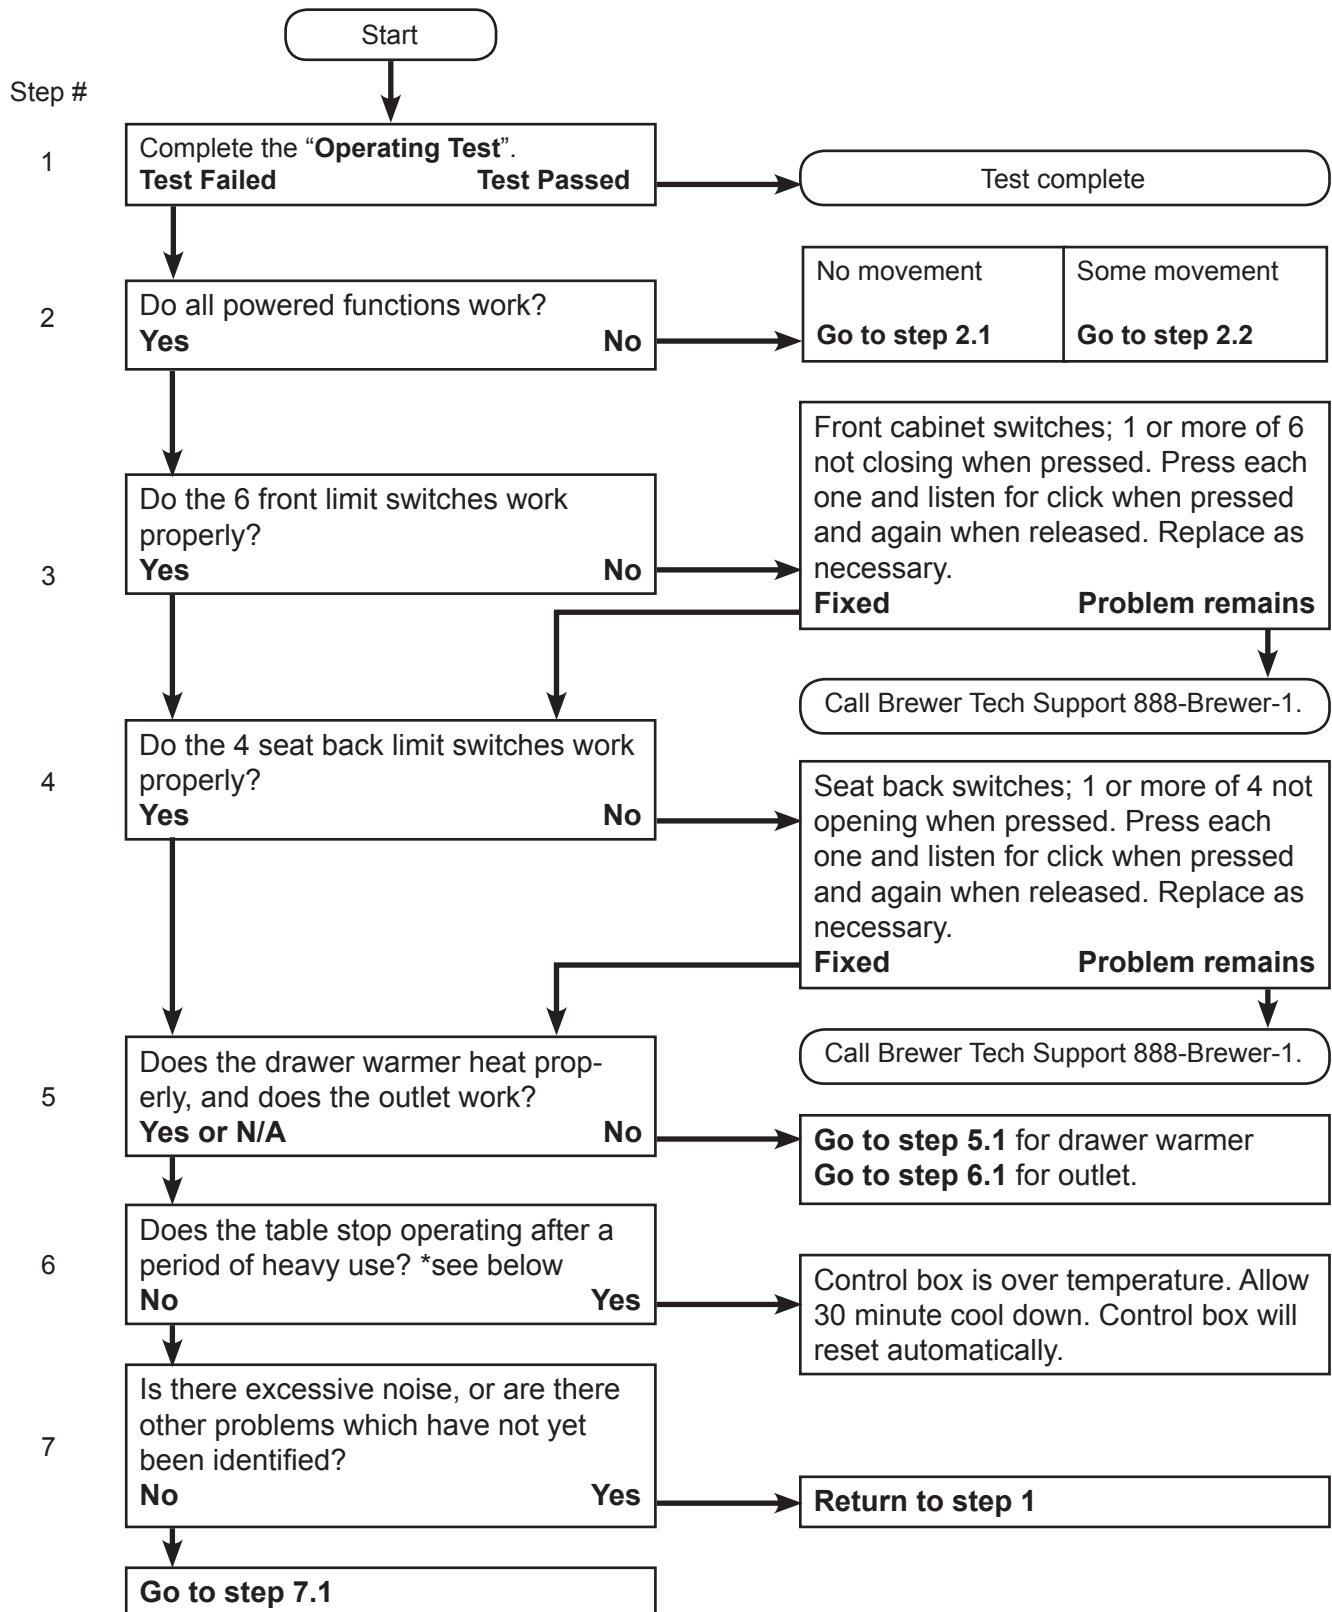 Start
Step #
1
Complete the “Operating Test”.
Test Failed Test Passed
Test complete
2
Do all powered functions work?
Yes No
No movement
Go to step 2.1
Some movement
Go to step 2.2
3
Do the 6 front limit switches work
properly?
Yes No
Front cabinet switches; 1 or more of 6
not closing when pressed. Press each
one and listen for click when pressed
and again when released. Replace as
necessary.
Fixed Problem remains
Call Brewer Tech Support 888-Brewer-1.
4
Do the 4 seat back limit switches work
properly?
Yes No
Seat back switches; 1 or more of 4 not
opening when pressed. Press each
one and listen for click when pressed
and again when released. Replace as
necessary.
Fixed Problem remains
Call Brewer Tech Support 888-Brewer-1.
5
Does the drawer warmer heat prop-
erly, and does the outlet work?
Yes or N/A No
Go to step 5.1 for drawer warmer
Go to step 6.1 for outlet.
6
Does the table stop operating after a
period of heavy use? *see below
No Yes
Control box is over temperature. Allow
30 minute cool down. Control box will
reset automatically.
7
Is there excessive noise, or are there
other problems which have not yet
been identified?
No Yes
Return to step 1
Go to step 7.1